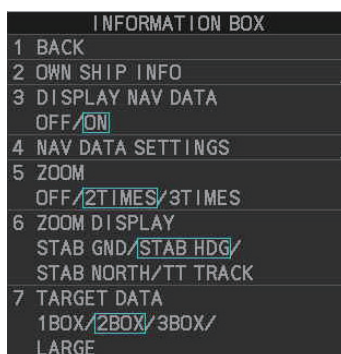 INFORMATION BOX
1 BACK
2 OWN SHIP INFO
3 DISPLAY NAV DATA
OFF/ON
4 NAV DATA SETTINGS
5 ZOOM
OFF/2TIMES/3TIMES
6 ZOOM DISPLAY
STAB GND/STAB HDG/
STAB NORTH/TT TRACK
7 TARGET DATA
1BOX/2BOX/3BOX/
LARGE